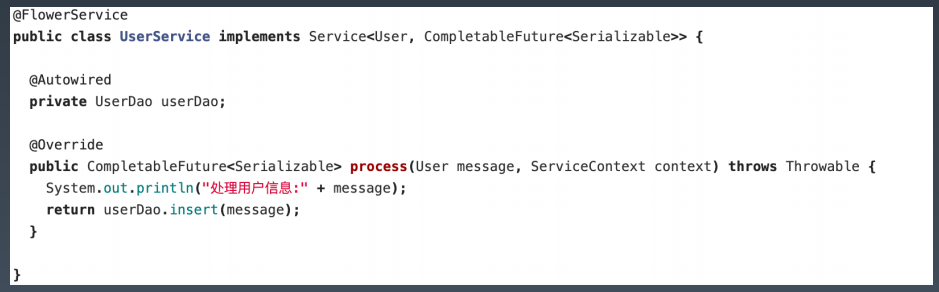 @FlowerService
public class UserService implements Service<User, CompletableFuture<Serializable>> {
@Autowired
private UserDao userDao;
@Override
public CompletableFuture<Serializable> process(User message, ServiceContext context) throws Throwable {
System.out.println("处理用户信息:" + message);
return userDao.insert(message);
}
}